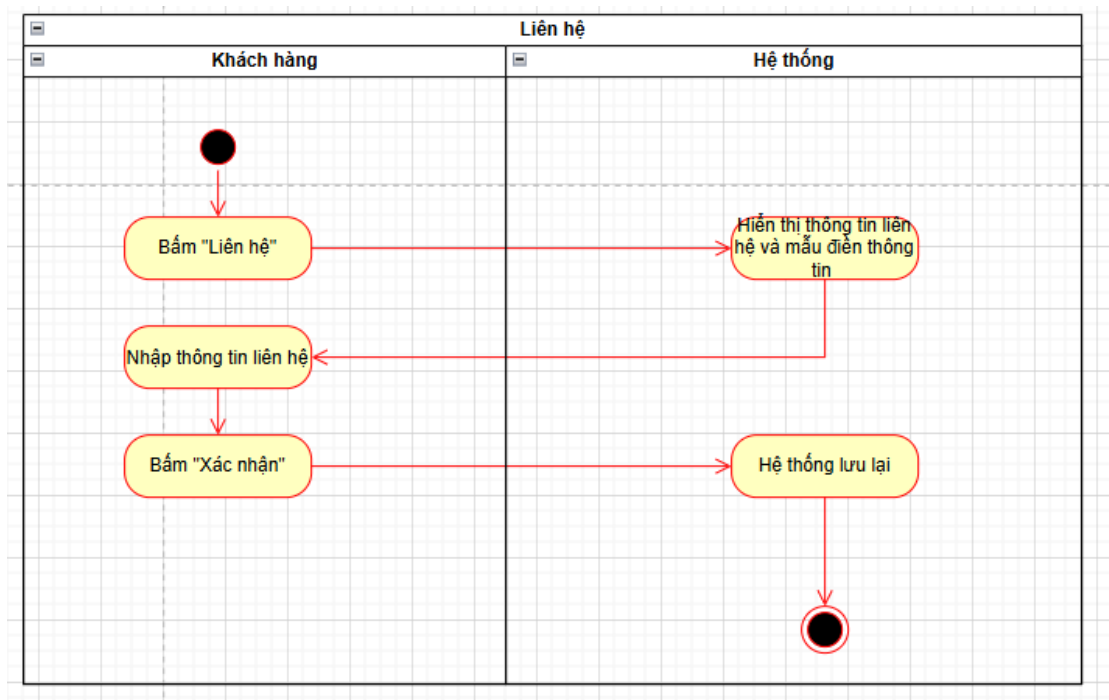 Liên hệ
Khách hàng
Hệ thống
Bấm "Liên hệ"
Hiển thị thông tin liên
hệ và mẫu điền thông
tin
Nhập thông tin liên hệ
Bấm "Xác nhận"
Hệ thống lưu lại